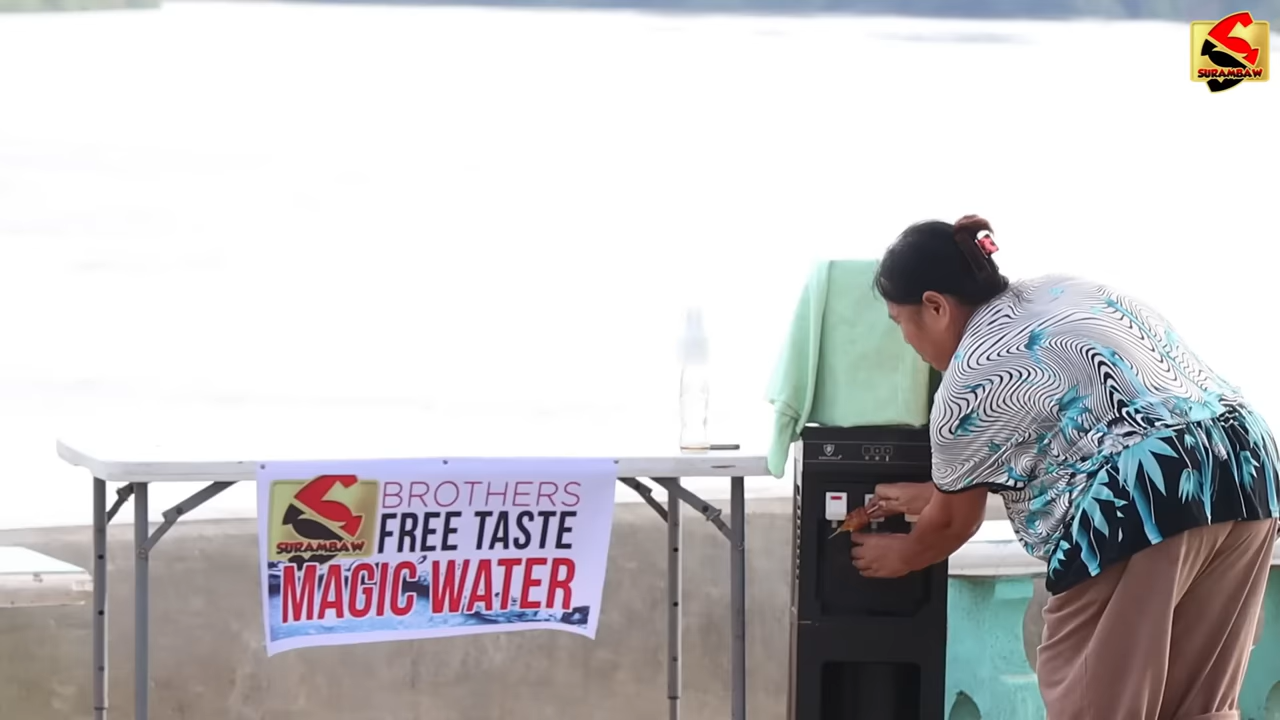 SURAMBAW
BROTHERS
FREE TASTE
SURAMBAW
MAGIC WATER